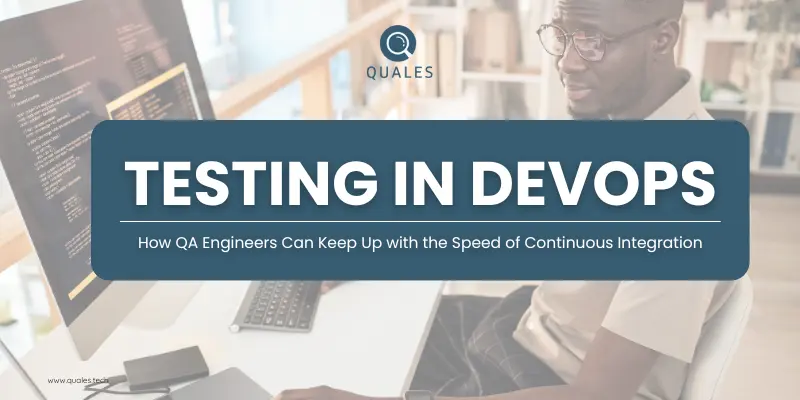 QUALES
TESTING IN DEVOPS
How QA Engineers Can Keep Up with the Speed of Continuous Integration
www.quales.tech